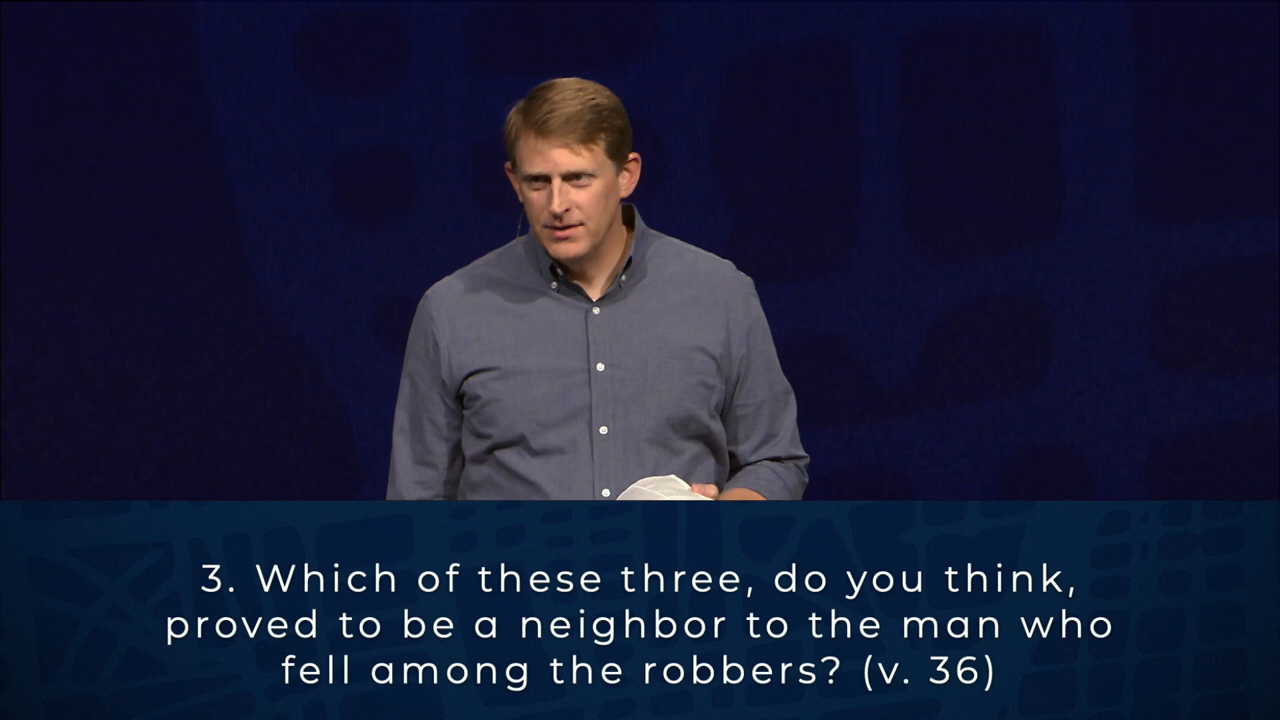 3. Which of these three, do you think,
proved to be a neighbor to the man who
fell among the robbers? (v. 36)